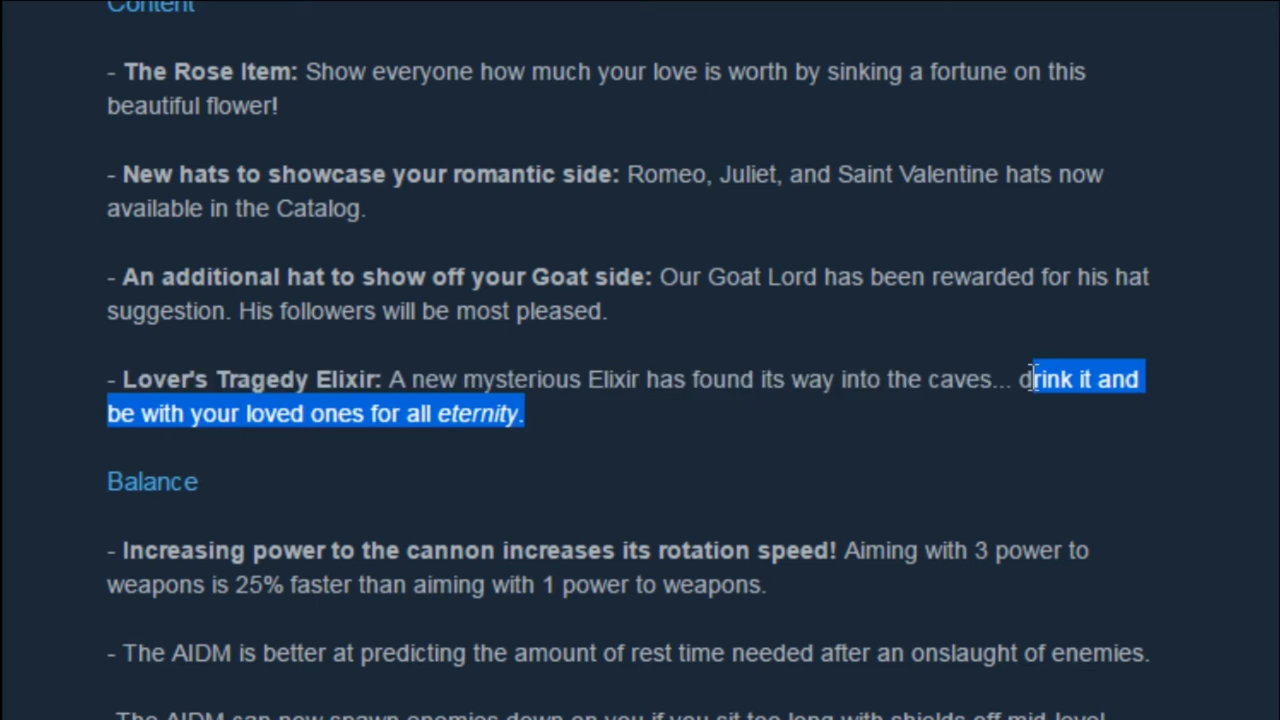 Content
- The Rose Item: Show everyone how much your love is worth by sinking a fortune on this
beautiful flower!
- New hats to showcase your romantic side: Romeo, Juliet, and Saint Valentine hats now
available in the Catalog.
- An additional hat to show off your Goat side: Our Goat Lord has been rewarded for his hat
suggestion. His followers will be most pleased.
- Lover's Tragedy Elixir: A new mysterious Elixir has found its way into the caves... drink it and
be with your loved ones for all eternity.
Balance
- Increasing power to the cannon increases its rotation speed! Aiming with 3 power to
weapons is 25% faster than aiming with 1 power to weapons.
- The AIDM is better at predicting the amount of rest time needed after an onslaught of enemies.
-The AIDM can now spawn enemies down on you if you sit too long with shields off mid-level